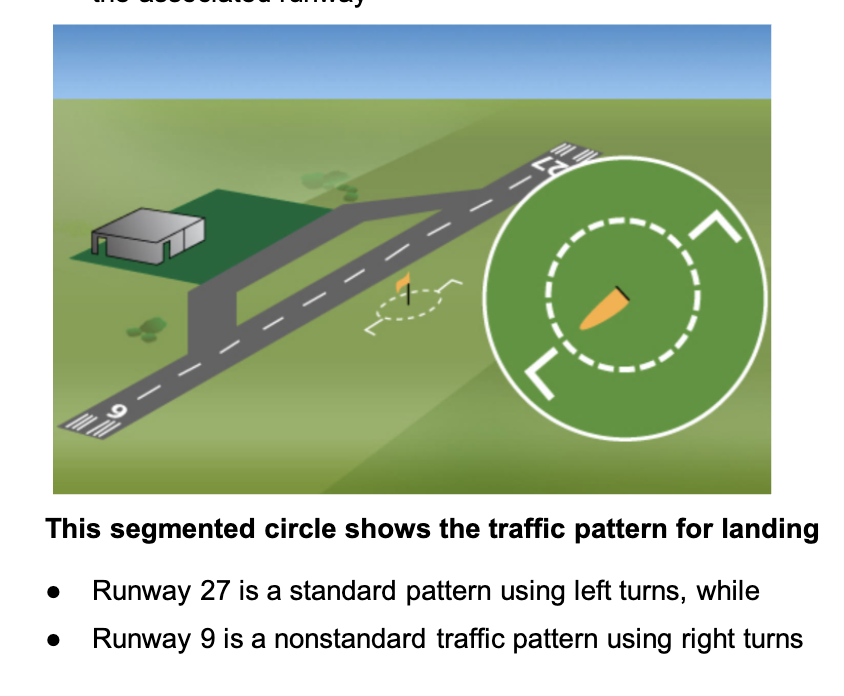 the associated runway
27
9
This segmented circle shows the traffic pattern for landing
● Runway 27 is a standard pattern using left turns, while
● Runway 9 is a nonstandard traffic pattern using right turns